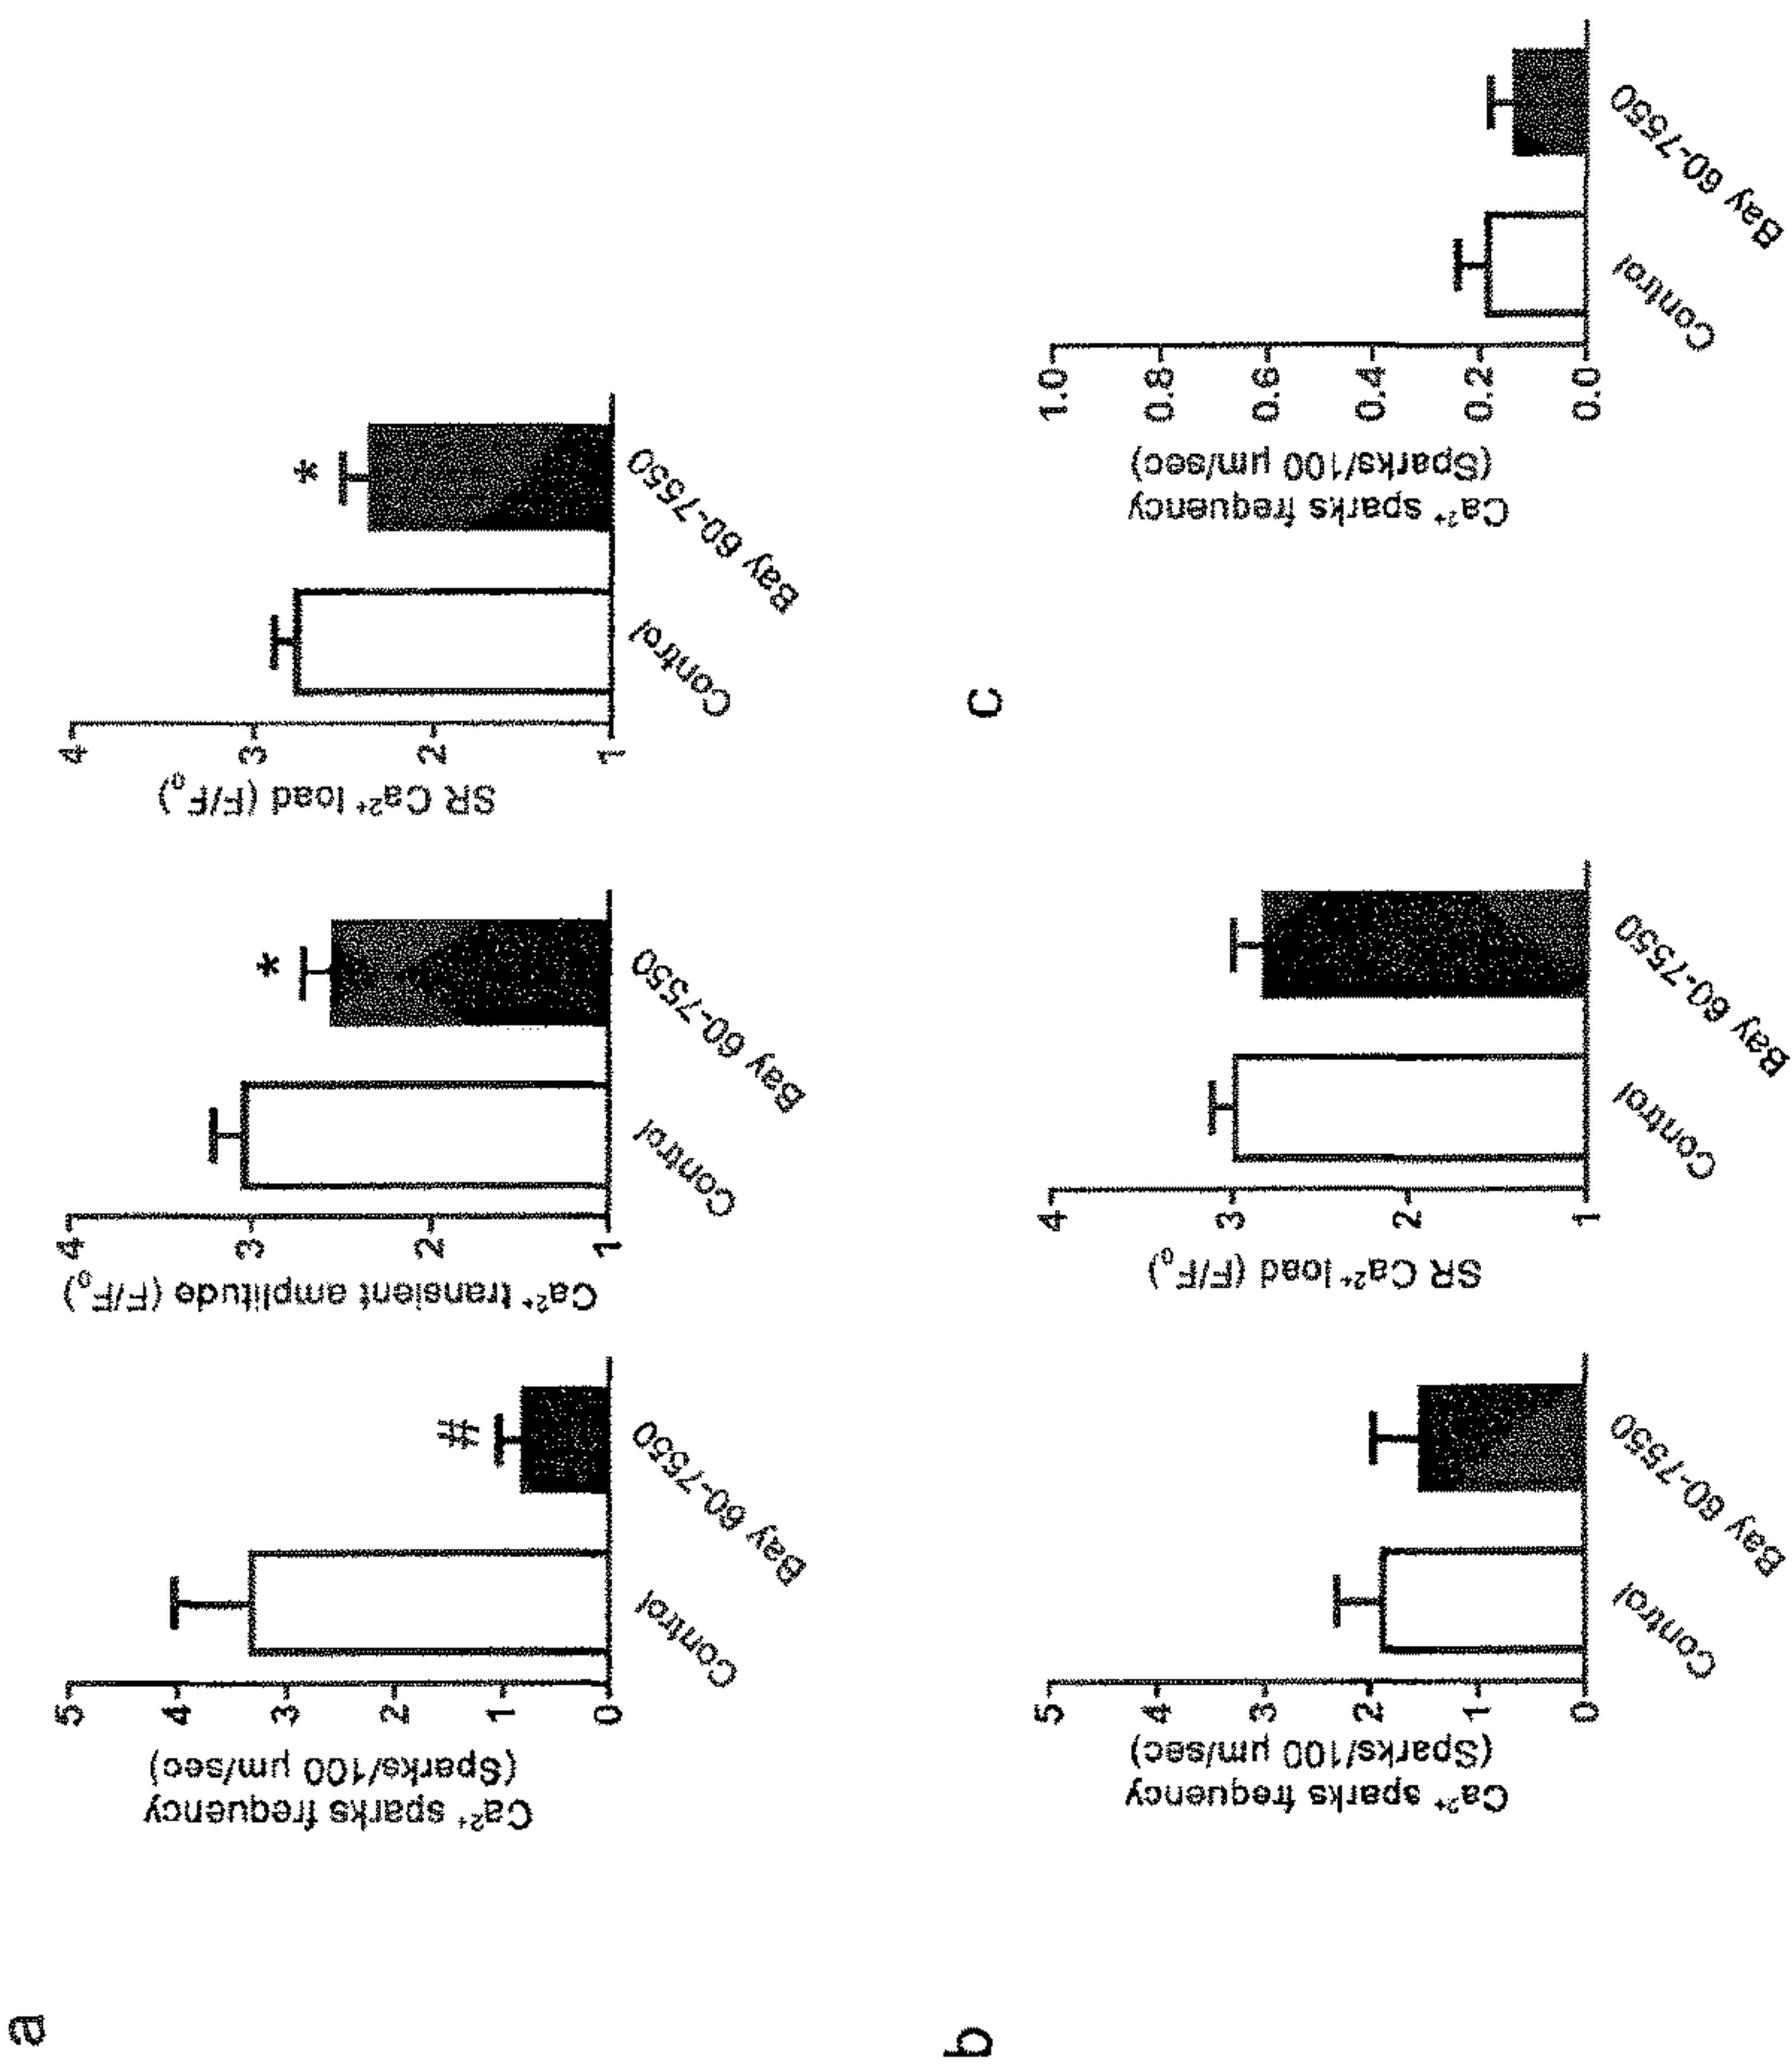 a
Ca²⁺ sparks frequency
(Sparks/100 µm/sec)
5
4
3
2
1
0
#
Control
Bay 60-7550
Ca²⁺ transient amplitude (F/F₀)
4
3
2
1
*
Control
Bay 60-7550
SR Ca²⁺ load (F/F₀)
4
3
2
1
*
Control
Bay 60-7550
b
Ca²⁺ sparks frequency
(Sparks/100 µm/sec)
5
4
3
2
1
0
Control
Bay 60-7550
SR Ca²⁺ load (F/F₀)
4
3
2
1
Control
Bay 60-7550
c
Ca²⁺ sparks frequency
(Sparks/100 µm/sec)
1.0
0.8
0.6
0.4
0.2
0.0
Control
Bay 60-7550